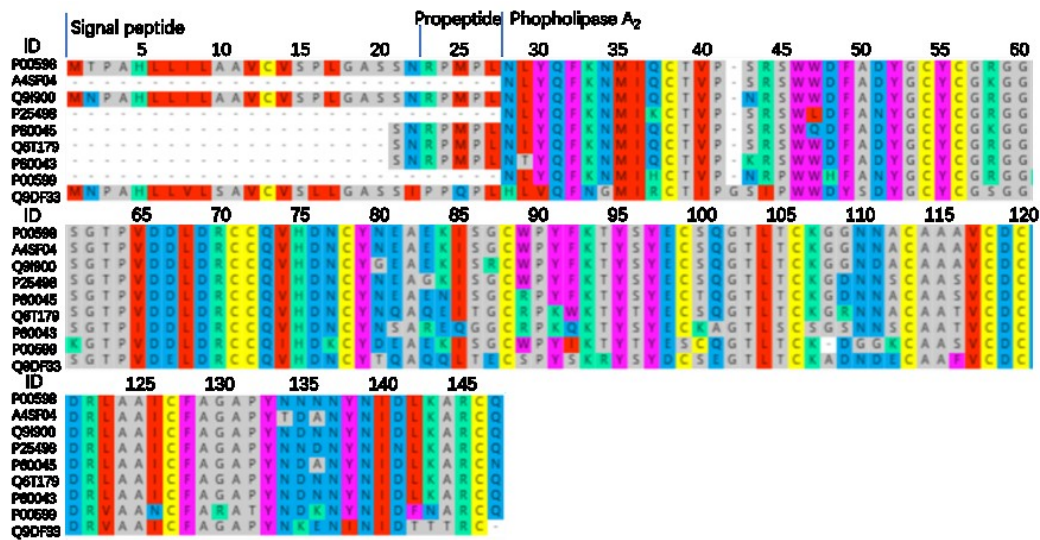 Signal peptide Propeptide Phopholipase A₂
ID 5 10 15 20 25 30 35 40 45 50 55 60
P00598 M T P A H L L I L A A V C V S P L G A S S N R P M P L N L Y Q F K N M I Q C T V P - S R S W W D F A D Y G C Y C G R G G
A4SF04 - - - - - - - - - - - - - - - - - - - - - - - - - - - N L Y Q F K N M I Q C T V P - S R S W W D F A D Y G C Y C G R G G
Q9I900 M N P A H L L I L A A V C V S P L G A S S N R P M P L N L Y Q F K N M I Q C T V P - N R S W W D F A D Y G C Y C G R G G
P25498 - - - - - - - - - - - - - - - - - - - - - - - - - - - N L Y Q F K N M I K C T V P - S R S W L D F A N Y G C Y C G R G G
P60045 - - - - - - - - - - - - - - - - - - - - S N R P M P L N L Y Q F K N M I Q C T V P - S R S W Q D F A D Y G C Y C G K G G
Q6T179 - - - - - - - - - - - - - - - - - - - - S N R P M P L N L Y Q F K N M I Q C T V P - S R S W W D F A D Y G C Y C G R G G
P60043 - - - - - - - - - - - - - - - - - - - - S N R P M P L N T Y Q F K N M I Q C T V P - K R S W W D F A D Y G C Y C G R G G
P00599 - - - - - - - - - - - - - - - - - - - - - - - - - - - N L Y Q F K N M I H C T V P - N R P W W H F A N Y G C Y C G R G G
Q9DF33 M N P A H L L V L S A V C V S L L G A S S I P P Q P L H L V Q F N G M I R C T P G S I P W W D Y S D Y G C Y C G S G G
ID 65 70 75 80 85 90 95 100 105 110 115 120
P00598 S G T P V D D L D R C C Q V H D N C Y N E A E K I S G C W P Y F K T Y S Y E C S Q G T L T C K G G N N A C A A A V C D C
A4SF04 S G T P V D D L D R C C Q V H D N C Y N E A E K I S G C W P Y F K T Y S Y E C S Q G T L T C K G G N N A C A A A V C D C
Q9I900 S G T P V D D L D R C C Q V H D N C Y G E A E K I S R C W P Y F K T Y S Y E C S Q G T L T C K G G N N A C A A A V C D C
P25498 S G T P V D D L D R C C Q V H D N C Y N E A G K I S G C W P Y F K T Y S Y E C S Q G T L T C K G D N N A C A A A V C D C
P60045 S G T P V D D L D R C C Q V H D N C Y N E A E N I S G C R P Y F K T Y S Y E C T Q G T L T C K G D N N A C A A S V C D C
Q6T179 S G T P V D D L D R C C Q V H D N C Y N E A Q E I S G C R P K W K T Y T Y E C S Q G T L T C K G R N N A C A A S V C D C
P60043 S G T P V D D L D R C C Q V H D N C Y N S A R E Q G G C R P K Q K T Y S Y E C K A G T L S C S G S N N S C A A T V C D C
P00599 K G T P V D D L D R C C Q V H D K C Y D E A E K I S G C W P Y I K T Y T Y E S C Q G T L T C K - D G G K C A A S V C D C
Q9DF33 S G T P V D D L D R C C Q V H D N C Y T Q A Q Q L T E C S P Y S K R Y S Y D C S E G T L T C K A D N D E C A A F V C D C
ID 125 130 135 140 145
P00598 D R L A A I C F A G A P Y N N N N Y N I D L K A R C Q
A4SF04 D R L A A I C F A G A P Y T D A N Y N I D L K A R C Q
Q9I900 D R L A A I C F A G A P Y N D N N Y N I D L K A R C Q
P25498 D R L A A I C F A G A P Y N N D N Y N I D L K A R C Q
P60045 D R L A A I C F A G A P Y N D A N Y N I D L K A R C N
Q6T179 D R L A A I C F A G A P Y N D N N Y N I D L K A R C Q
P60043 D R L A A I C F A G A P Y N D N N Y N I D L K A R C Q
P00599 D R V A A N C F A R A T Y N D K N Y N I D F N A R C Q
Q9DF33 D R V A A I C F A G A P Y N K E N I N I D T T T R C -